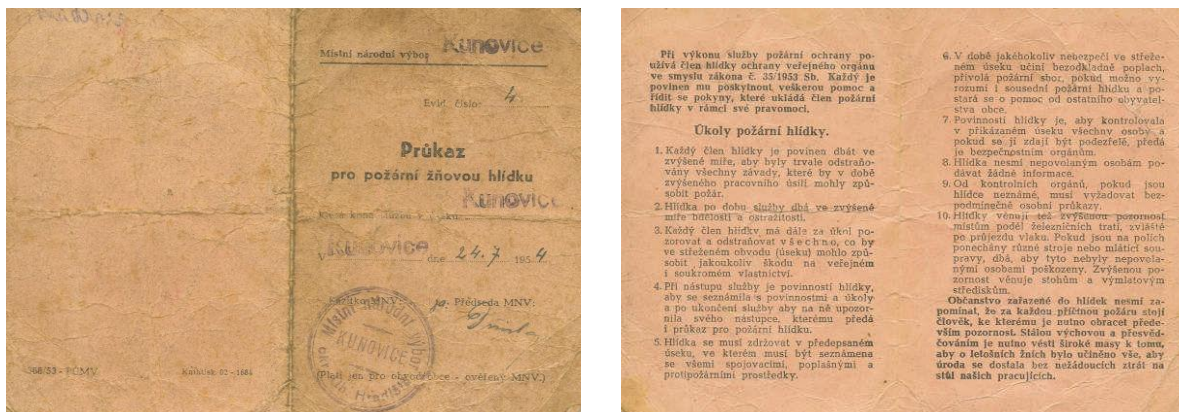 Místní národní výbor Kunovice
Evid. číslo: 4
Průkaz
pro požární žňovou hlídku
Kunovice
Kunovice dne 24. 7. 1954
Razítko MNV: Předseda MNV:
Místní národní
KUNOVICE
(Platí jen pro obvod obce - ověřený MNV.)
368/53 - POMV
02 - 1684
Při výkonu služby požární ochrany po-
užívá člen hlídky ochrany veřejného orgánu
ve smyslu zákona č. 35/1953 Sb. Každý je
povinen mu poskytnout veškerou pomoc a
řídit se pokyny, které ukládá člen požární
hlídky v rámci své pravomoci.
Úkoly požární hlídky.
1. Každý člen hlídky je povinen dbát ve
zvýšené míře, aby byly trvale odstraňo-
vány všechny závady, které by v době
zvýšeného pracovního úsilí mohly způ-
sobit požár.
2. Hlídka po dobu služby dbá ve zvýšené
míře bdělosti a ostražitosti.
3. Každý člen hlídky má dále za úkol po-
zorovat a odstraňovat všechno, co by
ve střeženém obvodu (úseku) mohlo způ-
sobit jakoukoliv škodu na veřejném
i soukromém vlastnictví.
4. Při nástupu služby je povinností hlídky,
aby se seznámila s povinnostmi a úkoly
a po ukončení služby aby na ně upozor-
nila svého nástupce, kterému předá
i průkaz pro požární hlídku.
5. Hlídka se musí zdržovat v předepsaném
úseku, ve kterém musí být seznámena
se všemi spojovacími, poplašnými a
protipožárními prostředky.
6. V době jakéhokoliv nebezpečí ve střeže-
ném úseku učiní bezodkladně poplach,
přivolá požární sbor, pokud možno vy-
rozumí i sousední požární hlídku a po-
stará se o pomoc od ostatního obyvatel-
stva obce.
7. Povinností hlídky je, aby kontrolovala
v přikázaném úseku všechny osoby a
pokud se jí zdají být podezřelé, předá
je bezpečnostním orgánům.
8. Hlídka nesmí nepovolaným osobám po-
dávat žádné informace.
9. Od kontrolních orgánů, pokud jsou
hlídce neznámé, musí vyžadovat bez-
podmínečně osobní průkazy.
10. Hlídky věnují též zvýšenou pozornost
místům podél železničních tratí, zvláště
po průjezdu vlaku. Pokud jsou na polích
ponechány různé stroje nebo mlátící sou-
pravy, dbá, aby tyto nebyly nepovola-
nými osobami poškozeny. Zvýšenou po-
zornost věnuje stohům a výmlatovým
střediskům.
Občanstvo zařazené do hlídek nesmí za-
pomínat, že za každou příčinou požáru stojí
člověk, ke kterému je nutno obracet přede-
vším pozornost. Stálou výchovou a přesvěd-
čováním je nutno vésti široké masy k tomu,
aby o letošních žních bylo učiněno vše, aby
úroda se dostala bez nežádoucích ztrát na
stůl našich pracujících.